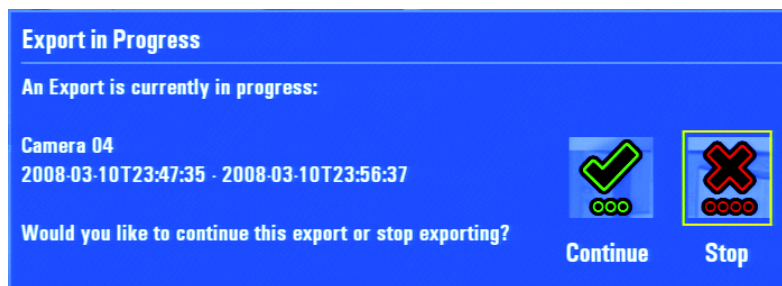 Export in Progress
An Export is currently in progress:
Camera 04
2008-03-10T23:47:35 - 2008-03-10T23:56:37
Would you like to continue this export or stop exporting?
Continue
Stop